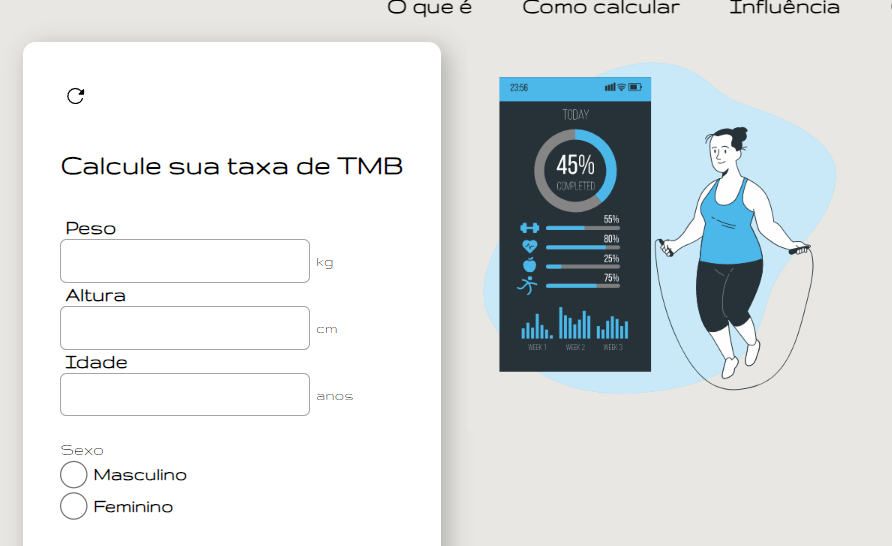 O que é Como calcular Influência
Calcule sua taxa de TMB
Peso
kg
Altura
cm
Idade
anos
Sexo
Masculino
Feminino
23:56
TODAY
45%
COMPLETED
55%
80%
25%
75%
WEEK 1 WEEK 2 WEEK 3